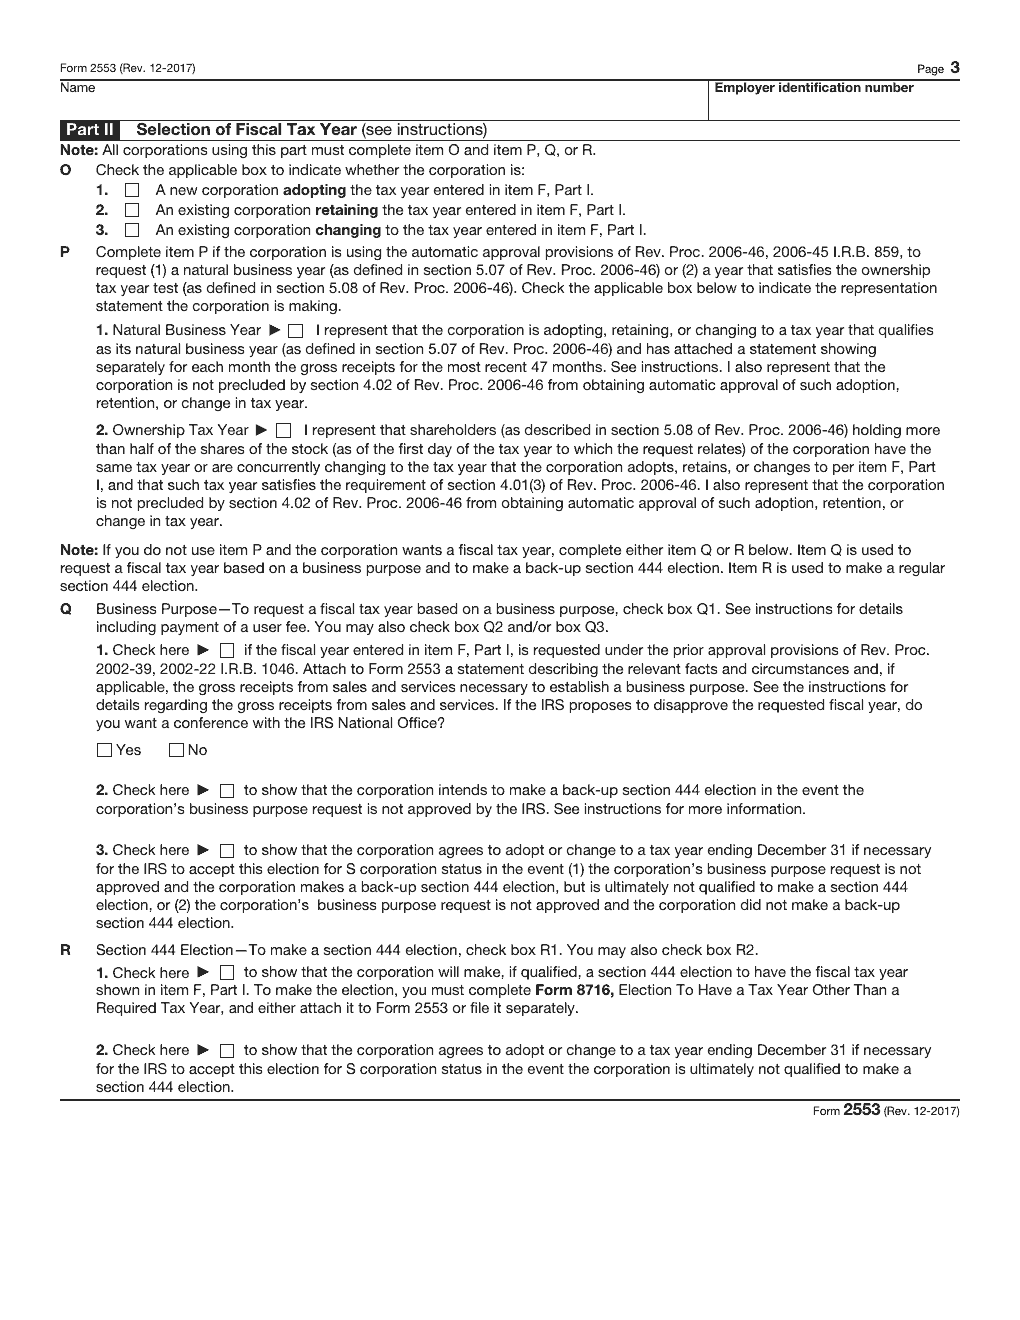 Form 2553 (Rev. 12-2017) Page 3
Name Employer identification number
Part II Selection of Fiscal Tax Year (see instructions)
Note: All corporations using this part must complete item O and item P, Q, or R.
O Check the applicable box to indicate whether the corporation is:
1. ☐ A new corporation adopting the tax year entered in item F, Part I.
2. ☐ An existing corporation retaining the tax year entered in item F, Part I.
3. ☐ An existing corporation changing to the tax year entered in item F, Part I.
P Complete item P if the corporation is using the automatic approval provisions of Rev. Proc. 2006-46, 2006-45 I.R.B. 859, to
request (1) a natural business year (as defined in section 5.07 of Rev. Proc. 2006-46) or (2) a year that satisfies the ownership
tax year test (as defined in section 5.08 of Rev. Proc. 2006-46). Check the applicable box below to indicate the representation
statement the corporation is making.
1. Natural Business Year ▶ ☐ I represent that the corporation is adopting, retaining, or changing to a tax year that qualifies
as its natural business year (as defined in section 5.07 of Rev. Proc. 2006-46) and has attached a statement showing
separately for each month the gross receipts for the most recent 47 months. See instructions. I also represent that the
corporation is not precluded by section 4.02 of Rev. Proc. 2006-46 from obtaining automatic approval of such adoption,
retention, or change in tax year.
2. Ownership Tax Year ▶ ☐ I represent that shareholders (as described in section 5.08 of Rev. Proc. 2006-46) holding more
than half of the shares of the stock (as of the first day of the tax year to which the request relates) of the corporation have the
same tax year or are concurrently changing to the tax year that the corporation adopts, retains, or changes to per item F, Part
I, and that such tax year satisfies the requirement of section 4.01(3) of Rev. Proc. 2006-46. I also represent that the corporation
is not precluded by section 4.02 of Rev. Proc. 2006-46 from obtaining automatic approval of such adoption, retention, or
change in tax year.
Note: If you do not use item P and the corporation wants a fiscal tax year, complete either item Q or R below. Item Q is used to
request a fiscal tax year based on a business purpose and to make a back-up section 444 election. Item R is used to make a regular
section 444 election.
Q Business Purpose—To request a fiscal tax year based on a business purpose, check box Q1. See instructions for details
including payment of a user fee. You may also check box Q2 and/or box Q3.
1. Check here ▶ ☐ if the fiscal year entered in item F, Part I, is requested under the prior approval provisions of Rev. Proc.
2002-39, 2002-22 I.R.B. 1046. Attach to Form 2553 a statement describing the relevant facts and circumstances and, if
applicable, the gross receipts from sales and services necessary to establish a business purpose. See the instructions for
details regarding the gross receipts from sales and services. If the IRS proposes to disapprove the requested fiscal year, do
you want a conference with the IRS National Office?
☐ Yes ☐ No
2. Check here ▶ ☐ to show that the corporation intends to make a back-up section 444 election in the event the
corporation’s business purpose request is not approved by the IRS. See instructions for more information.
3. Check here ▶ ☐ to show that the corporation agrees to adopt or change to a tax year ending December 31 if necessary
for the IRS to accept this election for S corporation status in the event (1) the corporation’s business purpose request is not
approved and the corporation makes a back-up section 444 election, but is ultimately not qualified to make a section 444
election, or (2) the corporation’s business purpose request is not approved and the corporation did not make a back-up
section 444 election.
R Section 444 Election—To make a section 444 election, check box R1. You may also check box R2.
1. Check here ▶ ☐ to show that the corporation will make, if qualified, a section 444 election to have the fiscal tax year
shown in item F, Part I. To make the election, you must complete Form 8716, Election To Have a Tax Year Other Than a
Required Tax Year, and either attach it to Form 2553 or file it separately.
2. Check here ▶ ☐ to show that the corporation agrees to adopt or change to a tax year ending December 31 if necessary
for the IRS to accept this election for S corporation status in the event the corporation is ultimately not qualified to make a
section 444 election.
Form 2553 (Rev. 12-2017)